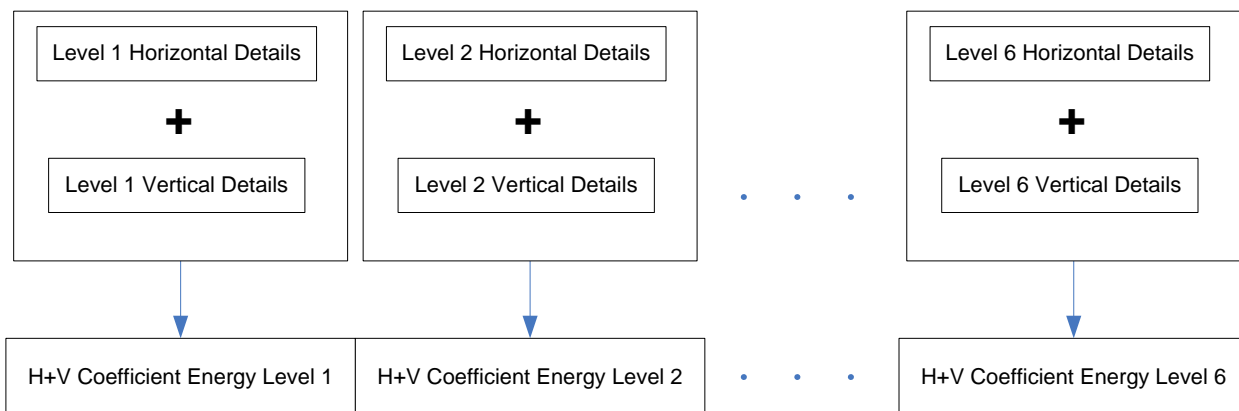 Level 1 Horizontal Details
+
Level 1 Vertical Details
Level 2 Horizontal Details
+
Level 2 Vertical Details
. . .
Level 6 Horizontal Details
+
Level 6 Vertical Details
H+V Coefficient Energy Level 1
H+V Coefficient Energy Level 2
. . .
H+V Coefficient Energy Level 6